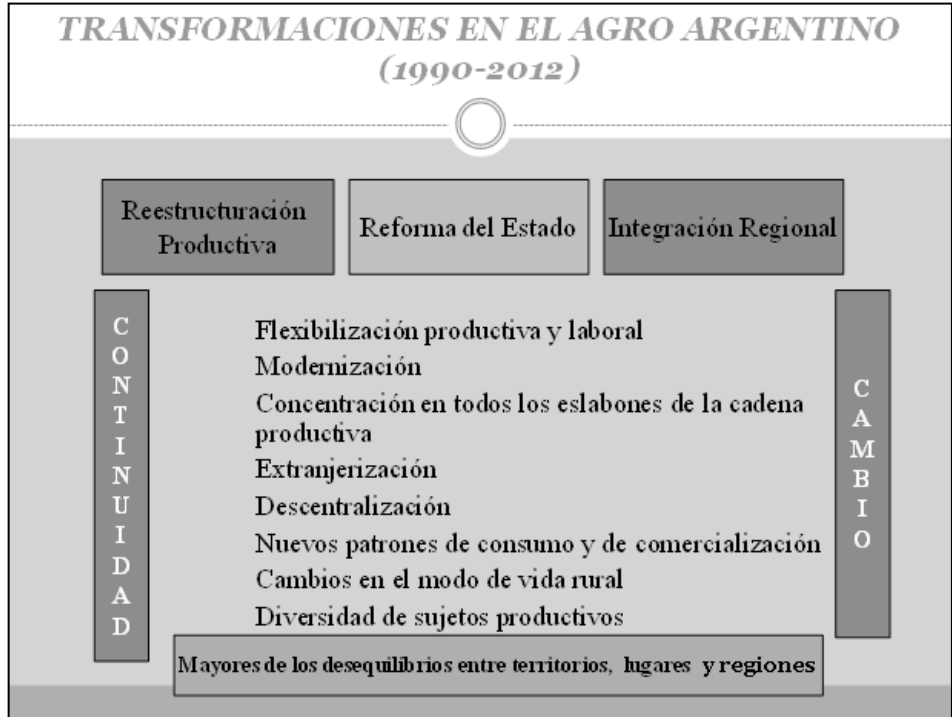 TRANSFORMACIONES EN EL AGRO ARGENTINO
(1990-2012)
Reestructuración
Productiva
Reforma del Estado
Integración Regional
CONTINUIDAD
Flexibilización productiva y laboral
Modernización
Concentración en todos los eslabones de la cadena
productiva
Extranjerización
Descentralización
Nuevos patrones de consumo y de comercialización
Cambios en el modo de vida rural
Diversidad de sujetos productivos
CAMBIO
Mayores de los desequilibrios entre territorios, lugares y regiones